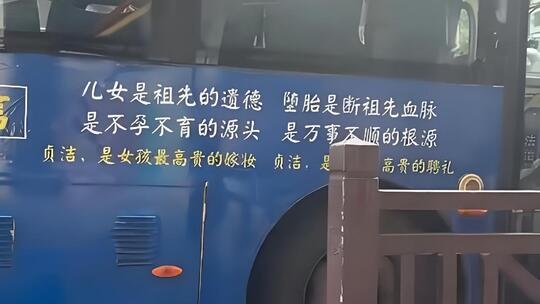 儿女是祖先的遗德 堕胎是断祖先血脉
是不孕不育的源头 是万事不顺的根源
贞洁、是女孩最高贵的嫁妆 贞洁、是 高贵的聘礼